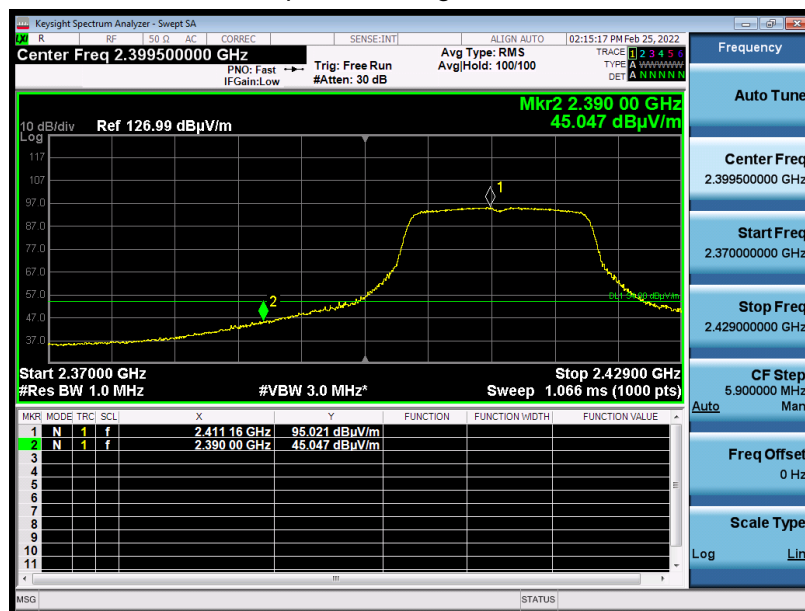 Keysight Spectrum Analyzer - Swept SA
LXI R RF 50 Ω AC CORREC SENSE:INT ALIGN AUTO 02:15:17 PM Feb 25, 2022
Center Freq 2.399500000 GHz
PNO: Fast
IFGain:Low
Trig: Free Run
#Atten: 30 dB
Avg Type: RMS
Avg|Hold: 100/100
TRACE 1 2 3 4 5 6
TYPE A WWWWW
DET A N N N N N
Mkr2 2.390 00 GHz
45.047 dBµV/m
10 dB/div Ref 126.99 dBµV/m
Log
117
107
97.0
87.0
77.0
67.0
57.0
47.0
37.0
1
2
Start 2.37000 GHz Stop 2.42900 GHz
#Res BW 1.0 MHz #VBW 3.0 MHz* Sweep 1.066 ms (1000 pts)
MKR MODE TRC SCL X Y FUNCTION FUNCTION WIDTH FUNCTION VALUE
1 N 1 f 2.411 16 GHz 95.021 dBµV/m
2 N 1 f 2.390 00 GHz 45.047 dBµV/m
3
4
5
6
7
8
9
10
11
MSG STATUS
Frequency
Auto Tune
Center Freq
2.399500000 GHz
Start Freq
2.370000000 GHz
Stop Freq
2.429000000 GHz
CF Step
5.900000 MHz
Auto Man
Freq Offset
0 Hz
Scale Type
Log Lin